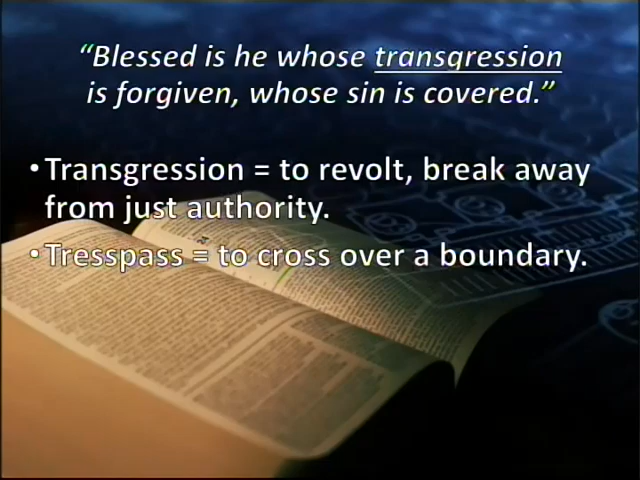 “Blessed is he whose transgression
is forgiven, whose sin is covered.”
• Transgression = to revolt, break away
from just authority.
• Tresspass = to cross over a boundary.